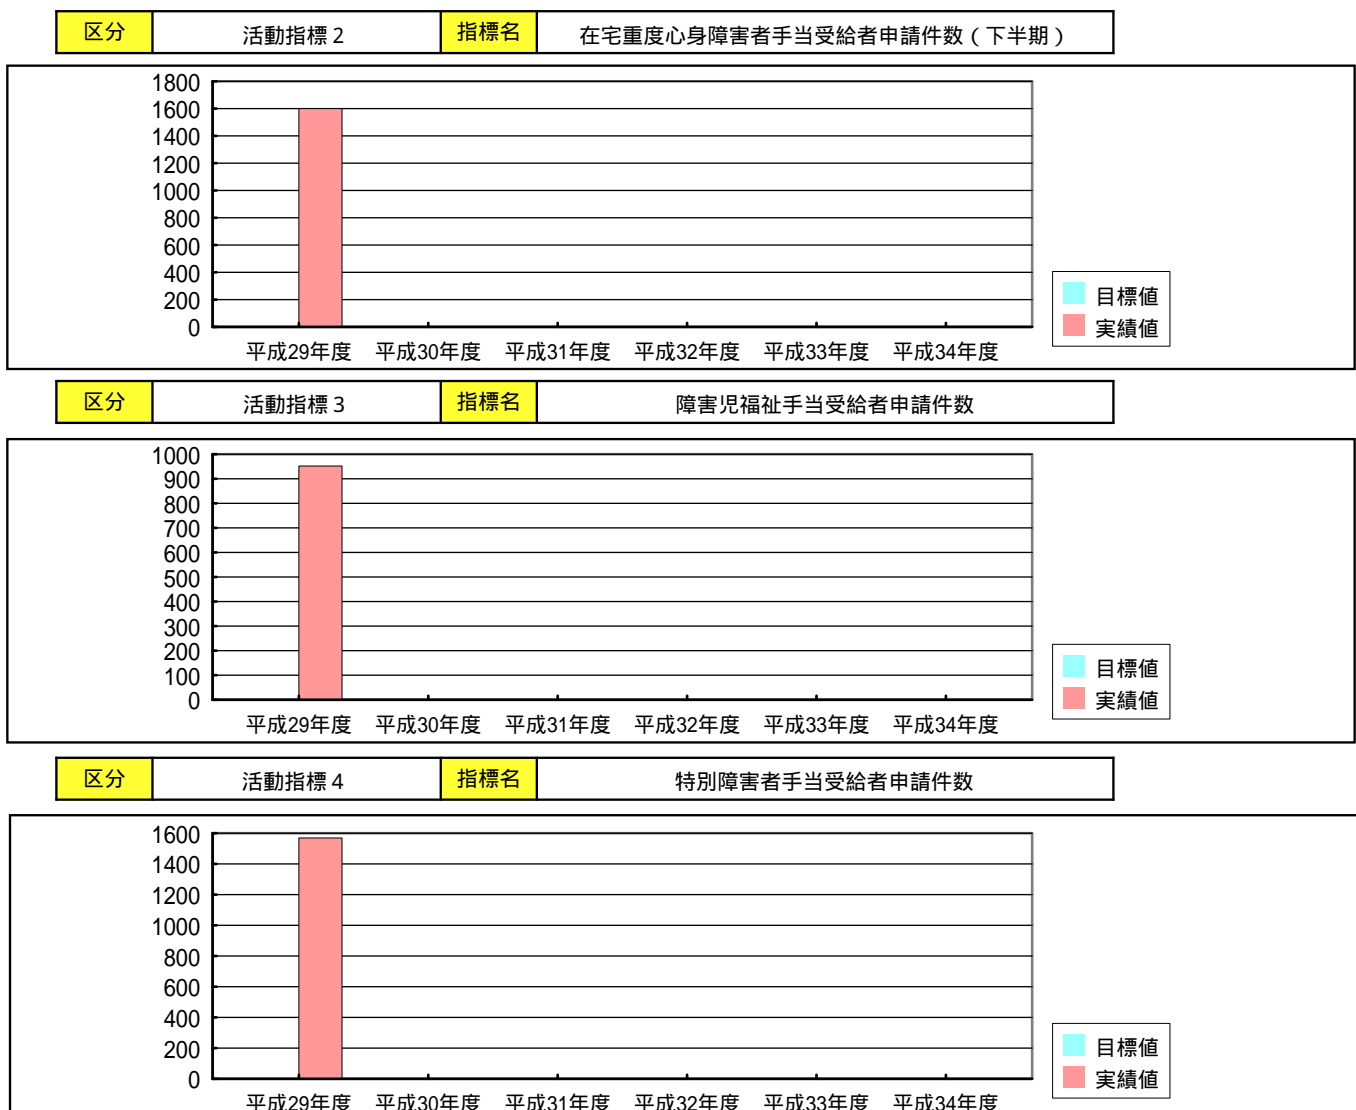 区分 活動指標２ 指標名 在宅重度心身障害者手当受給者申請件数（下半期）
1800
1600
1400
1200
1000
800
600
400
200
0
平成29年度 平成30年度 平成31年度 平成32年度 平成33年度 平成34年度
目標値
実績値
区分 活動指標３ 指標名 障害児福祉手当受給者申請件数
1000
900
800
700
600
500
400
300
200
100
0
平成29年度 平成30年度 平成31年度 平成32年度 平成33年度 平成34年度
目標値
実績値
区分 活動指標４ 指標名 特別障害者手当受給者申請件数
1600
1400
1200
1000
800
600
400
200
0
平成29年度 平成30年度 平成31年度 平成32年度 平成33年度 平成34年度
目標値
実績値